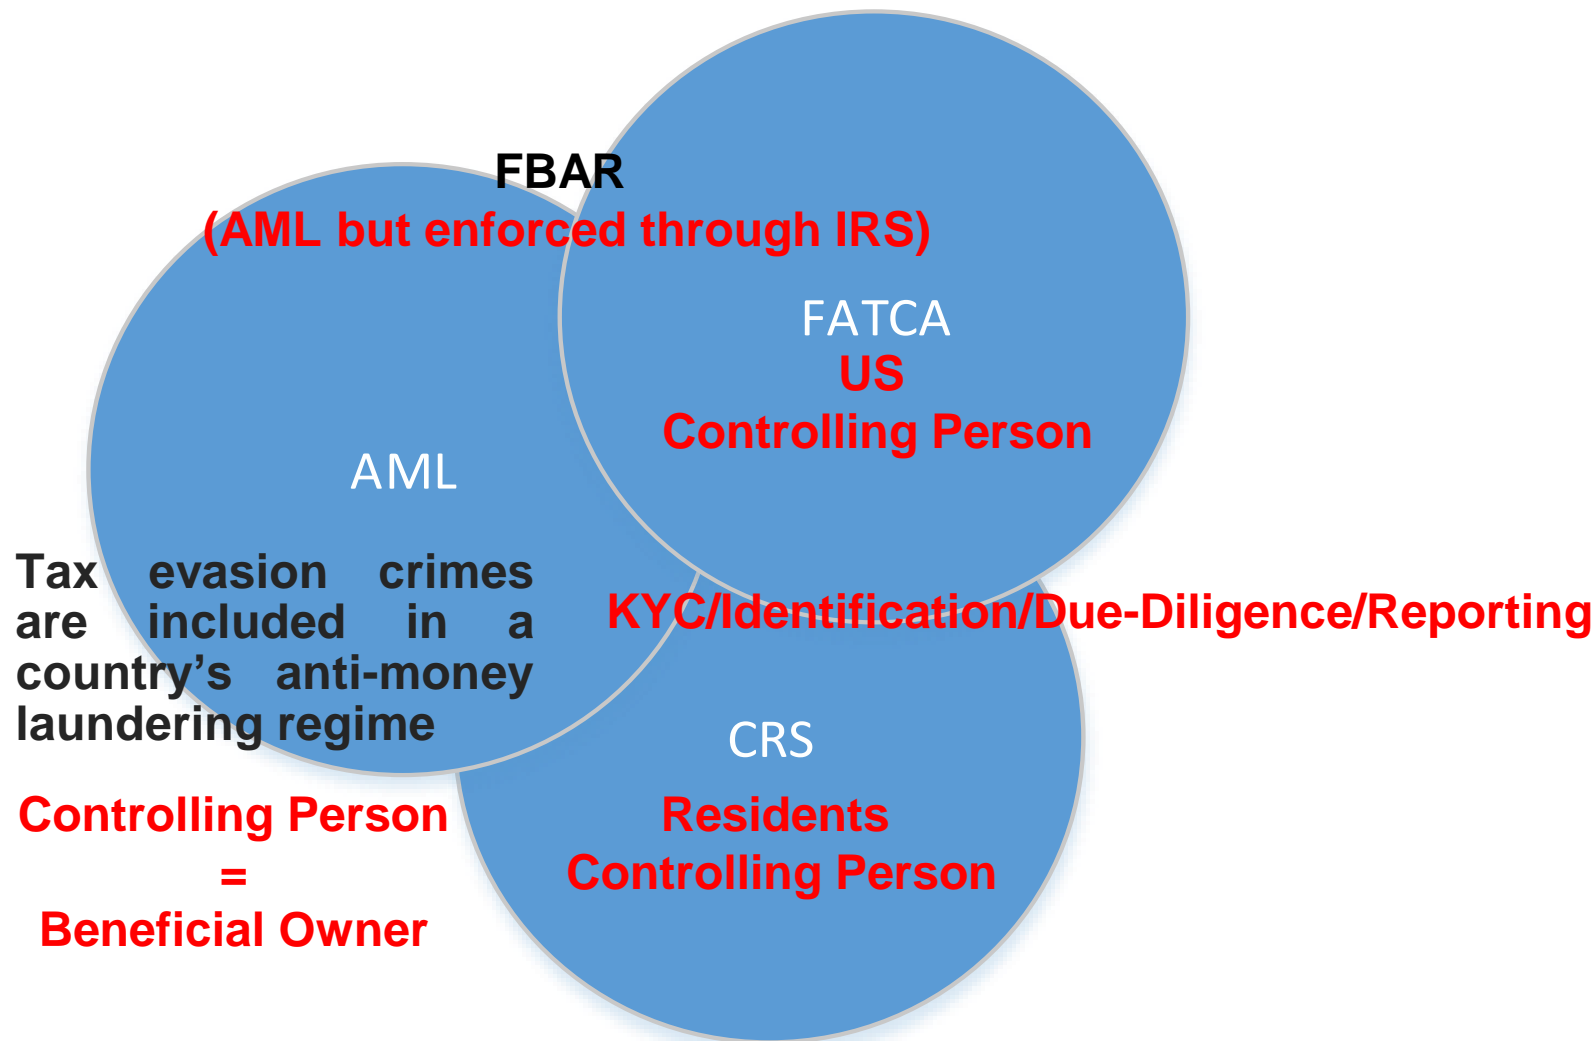 FBAR
(AML but enforced through IRS)
FATCA
US
Controlling Person
AML
Tax evasion crimes
are included in a
country’s anti-money
laundering regime
KYC/Identification/Due-Diligence/Reporting
CRS
Residents
Controlling Person
Controlling Person
=
Beneficial Owner